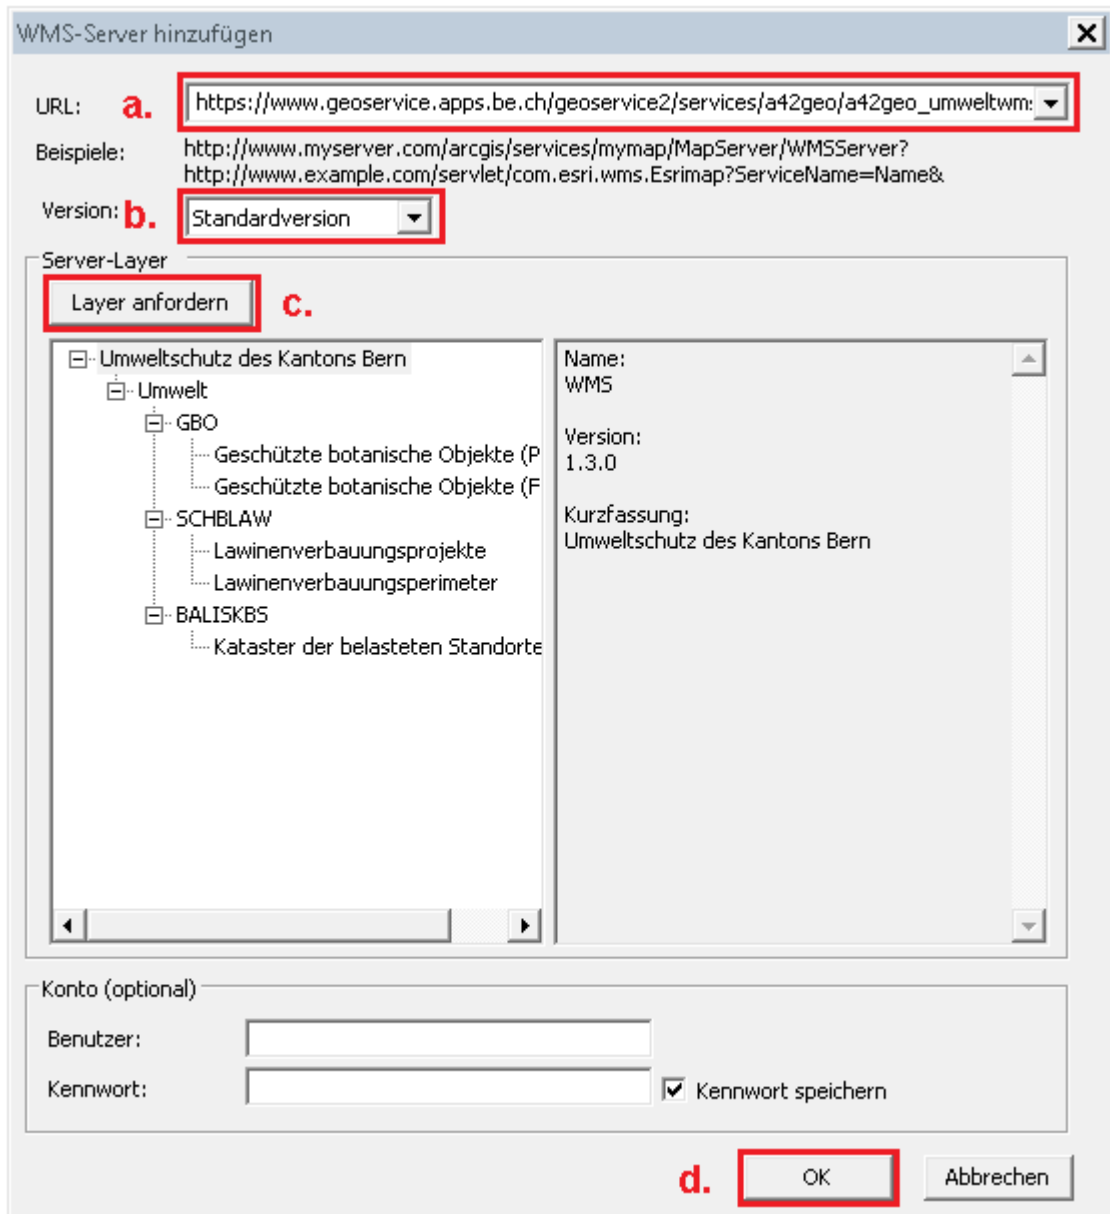 WMS-Server hinzufügen
URL: a. https://www.geoservice.apps.be.ch/geoservice2/services/a42geo/a42geo_umweltwm
Beispiele: http://www.myserver.com/arcgis/services/mymap/MapServer/WMSServer?
http://www.example.com/servlet/com.esri.wms.Esrimap?ServiceName=Name&
Version: b. Standardversion
Server-Layer
Layer anfordern c.
Umweltschutz des Kantons Bern
Umwelt
GBO
Geschützte botanische Objekte (P
Geschützte botanische Objekte (F
SCHBLAW
Lawinenverbauungsprojekte
Lawinenverbauungsperimeter
BALISKBS
Kataster der belasteten Standorte
Name:
WMS
Version:
1.3.0
Kurzfassung:
Umweltschutz des Kantons Bern
Konto (optional)
Benutzer:
Kennwort: Kennwort speichern
d. OK Abbrechen